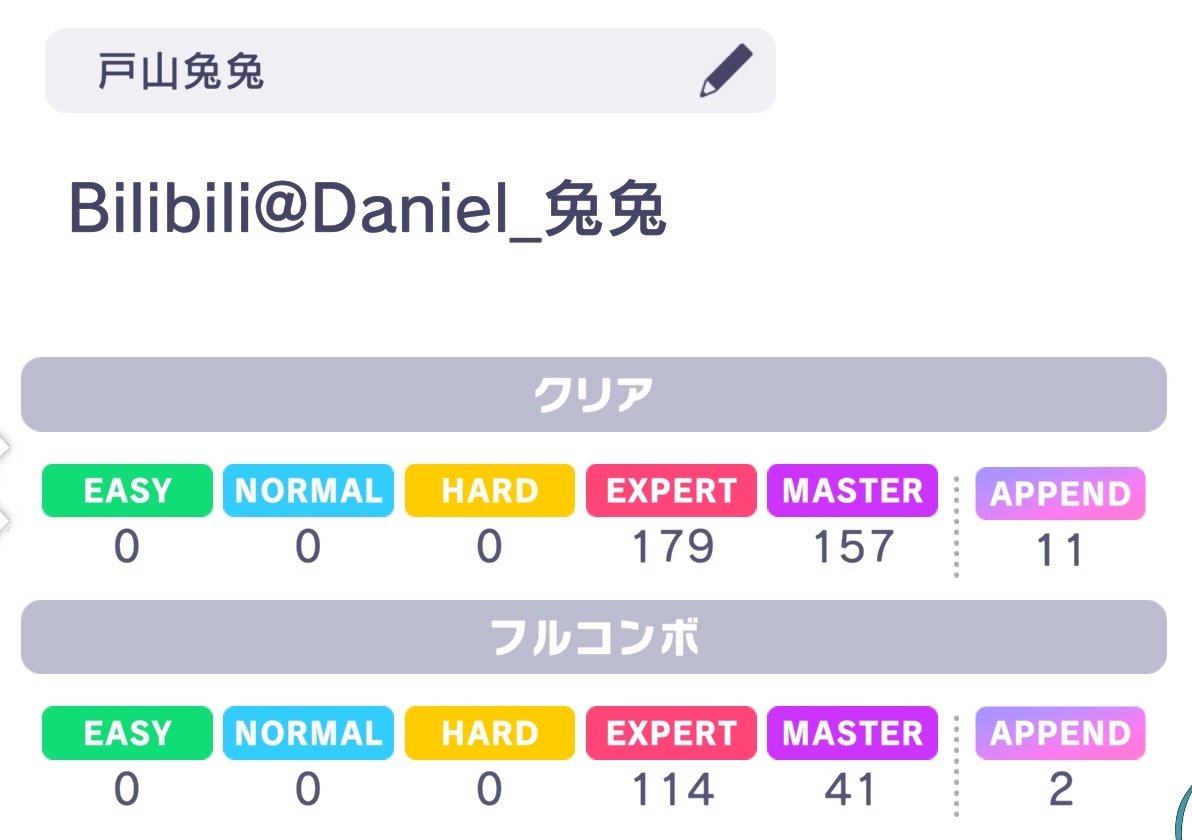 戸山兔兔
Bilibili@Daniel_兔兔
クリア
EASY NORMAL HARD EXPERT MASTER APPEND
0 0 0 179 157 11
フルコンボ
EASY NORMAL HARD EXPERT MASTER APPEND
0 0 0 114 41 2